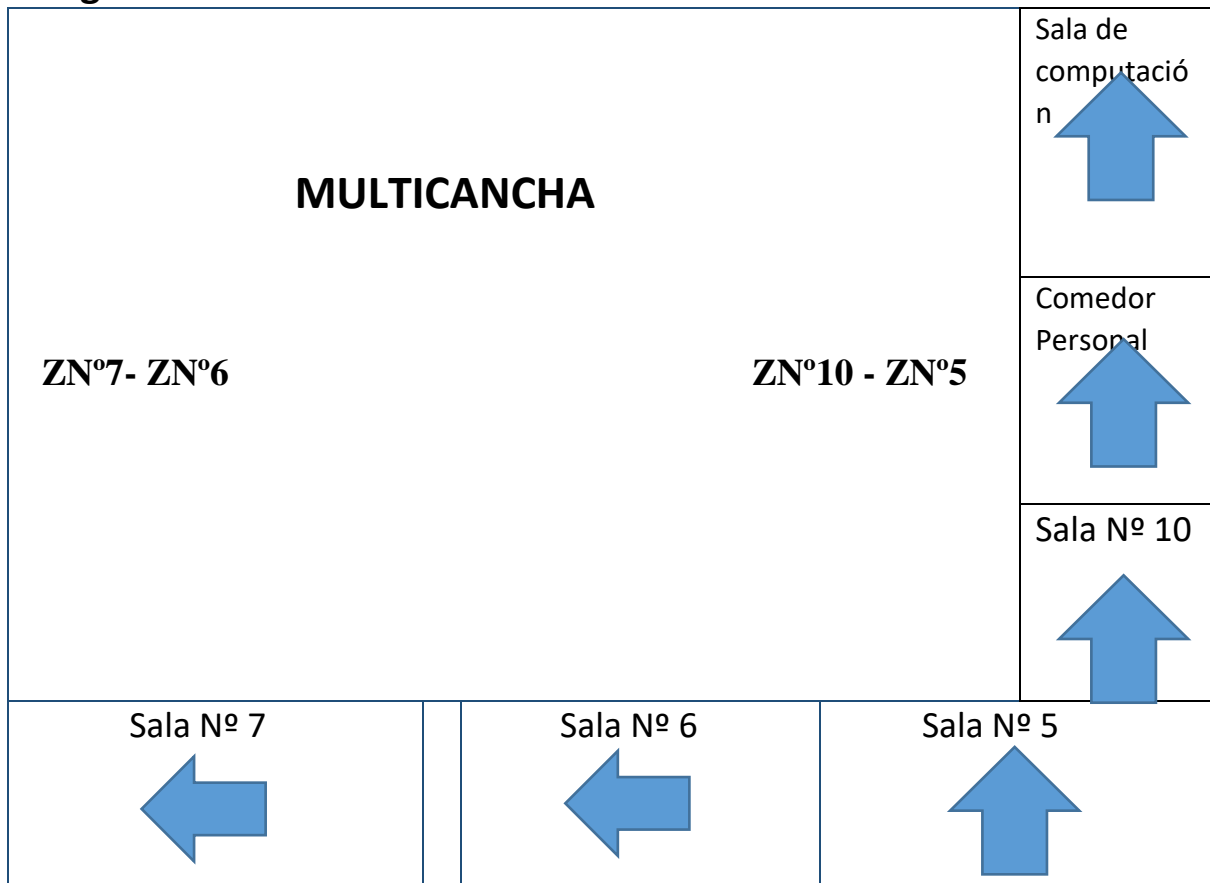 Sala de
computació
n
MULTICANCHA
Comedor
Personal
ZNº7- ZNº6
ZNº10 - ZNº5
Sala Nº 10
Sala Nº 7
Sala Nº 6
Sala Nº 5